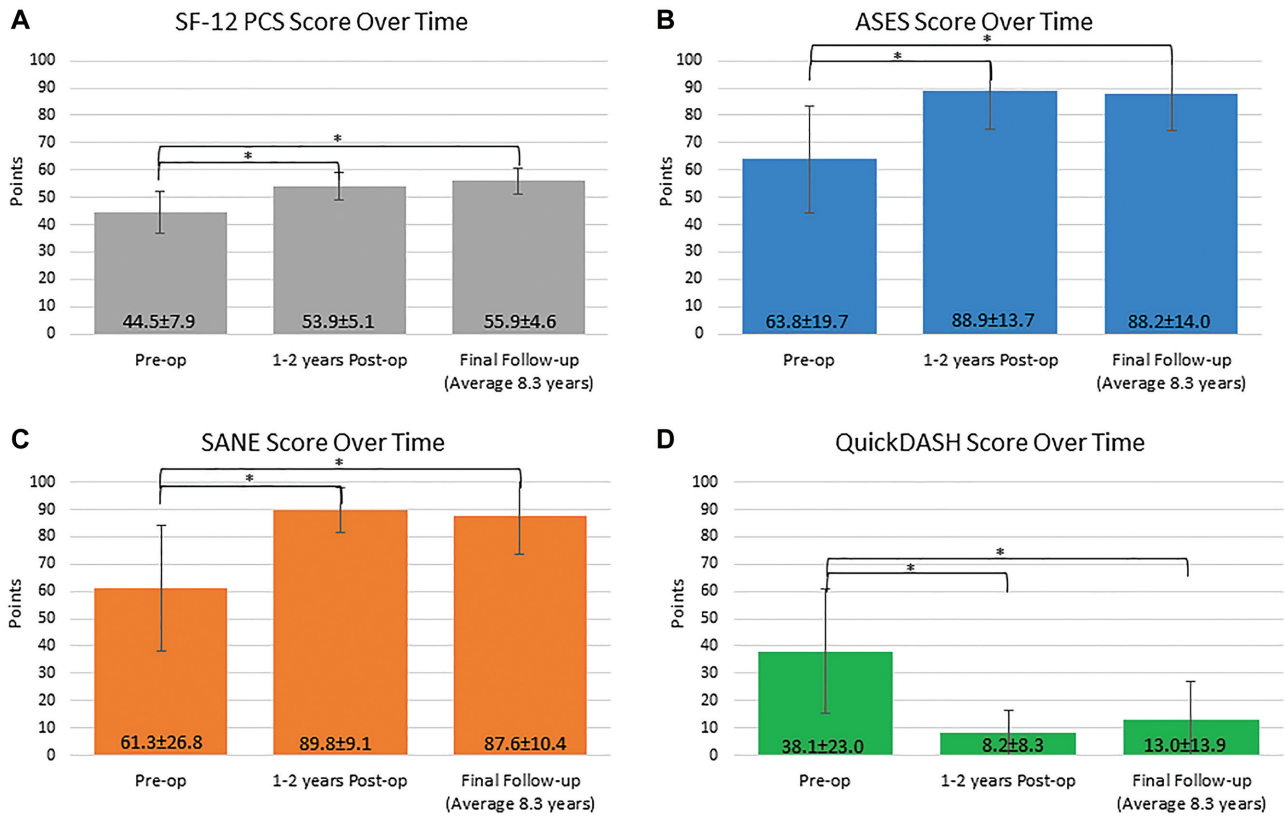 A
SF-12 PCS Score Over Time
100
90
80
70
60
50
40
30
20
10
0
Points
*
*
44.5±7.9
53.9±5.1
55.9±4.6
Pre-op
1-2 years Post-op
Final Follow-up
(Average 8.3 years)
B
ASES Score Over Time
100
90
80
70
60
50
40
30
20
10
0
Points
*
*
63.8±19.7
88.9±13.7
88.2±14.0
Pre-op
1-2 years Post-op
Final Follow-up
(Average 8.3 years)
C
SANE Score Over Time
100
90
80
70
60
50
40
30
20
10
0
Points
*
*
61.3±26.8
89.8±9.1
87.6±10.4
Pre-op
1-2 years Post-op
Final Follow-up
(Average 8.3 years)
D
QuickDASH Score Over Time
100
90
80
70
60
50
40
30
20
10
0
Points
*
*
38.1±23.0
8.2±8.3
13.0±13.9
Pre-op
1-2 years Post-op
Final Follow-up
(Average 8.3 years)